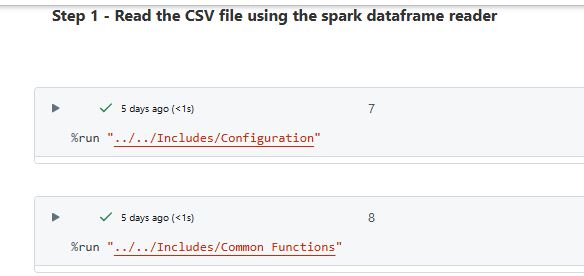 Step 1 - Read the CSV file using the spark dataframe reader
5 days ago (<1s) 7
%run "../../Includes/Configuration"
5 days ago (<1s) 8
%run "../../Includes/Common Functions"